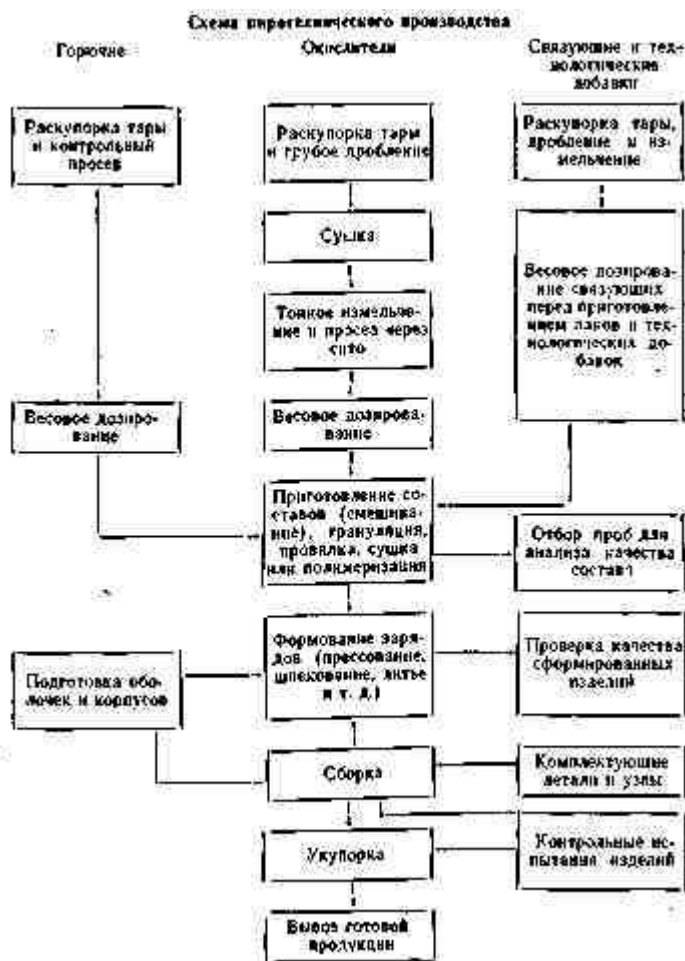 Схема пиротехнического производства
Горючие
Окислители
Связующие и тех-
нологические
добавки
Раскупорка тары
и контрольный
просев
Раскупорка тары
и грубое дробление
Раскупорка тары,
дробление и из-
мельчение
Сушка
Тонкое измельче-
ние и просев через
сито
Весовое дозирова-
ние связующих
перед приготовле-
нием лаков и тех-
нологических до-
бавок
Весовое дозиро-
вание
Весовое дозирова-
вание
Приготовление со-
ставов (смешива-
ние), грануляция,
провялка, сушка
или полимеризация
Отбор проб для
анализа качества
состава
Формование заря-
дов (прессование,
шнекование, литье
и т. д.)
Проверка качества
сформированных
изделий
Подготовка обо-
лочек и корпусов
Сборка
Комплектующие
детали и узлы
Укупорка
Контрольные ис-
пытания изделий
Вывоз готовой
продукции